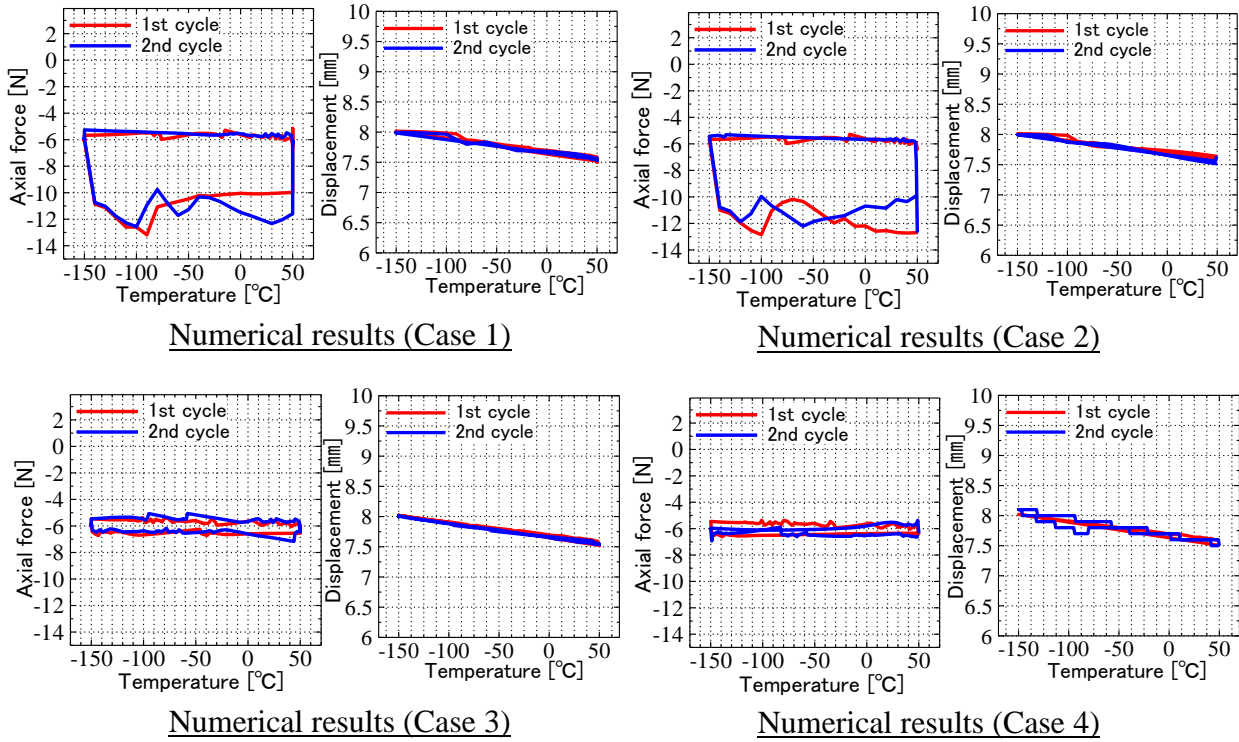 1st cycle
2nd cycle
Axial force [N]
2
0
-2
-4
-6
-8
-10
-12
-14
-150 -100 -50 0 50
Temperature [℃]
1st cycle
2nd cycle
Displacement [㎜]
10
9.5
9
8.5
8
7.5
7
6.5
6
-150 -100 -50 0 50
Temperature [℃]
Numerical results (Case 1)
1st cycle
2nd cycle
Axial force [N]
2
0
-2
-4
-6
-8
-10
-12
-14
-150 -100 -50 0 50
Temperature [℃]
1st cycle
2nd cycle
Displacement [㎜]
10
9.5
9
8.5
8
7.5
7
6.5
6
-150 -100 -50 0 50
Temperature [℃]
Numerical results (Case 2)
1st cycle
2nd cycle
Axial force [N]
2
0
-2
-4
-6
-8
-10
-12
-14
-150 -100 -50 0 50
Temperature [℃]
1st cycle
2nd cycle
Displacement [㎜]
10
9.5
9
8.5
8
7.5
7
6.5
6
-150 -100 -50 0 50
Temperature [℃]
Numerical results (Case 3)
1st cycle
2nd cycle
Axial force [N]
2
0
-2
-4
-6
-8
-10
-12
-14
-150 -100 -50 0 50
Temperature [℃]
1st cycle
2nd cycle
Displacement [㎜]
10
9.5
9
8.5
8
7.5
7
6.5
6
-150 -100 -50 0 50
Temperature [℃]
Numerical results (Case 4)